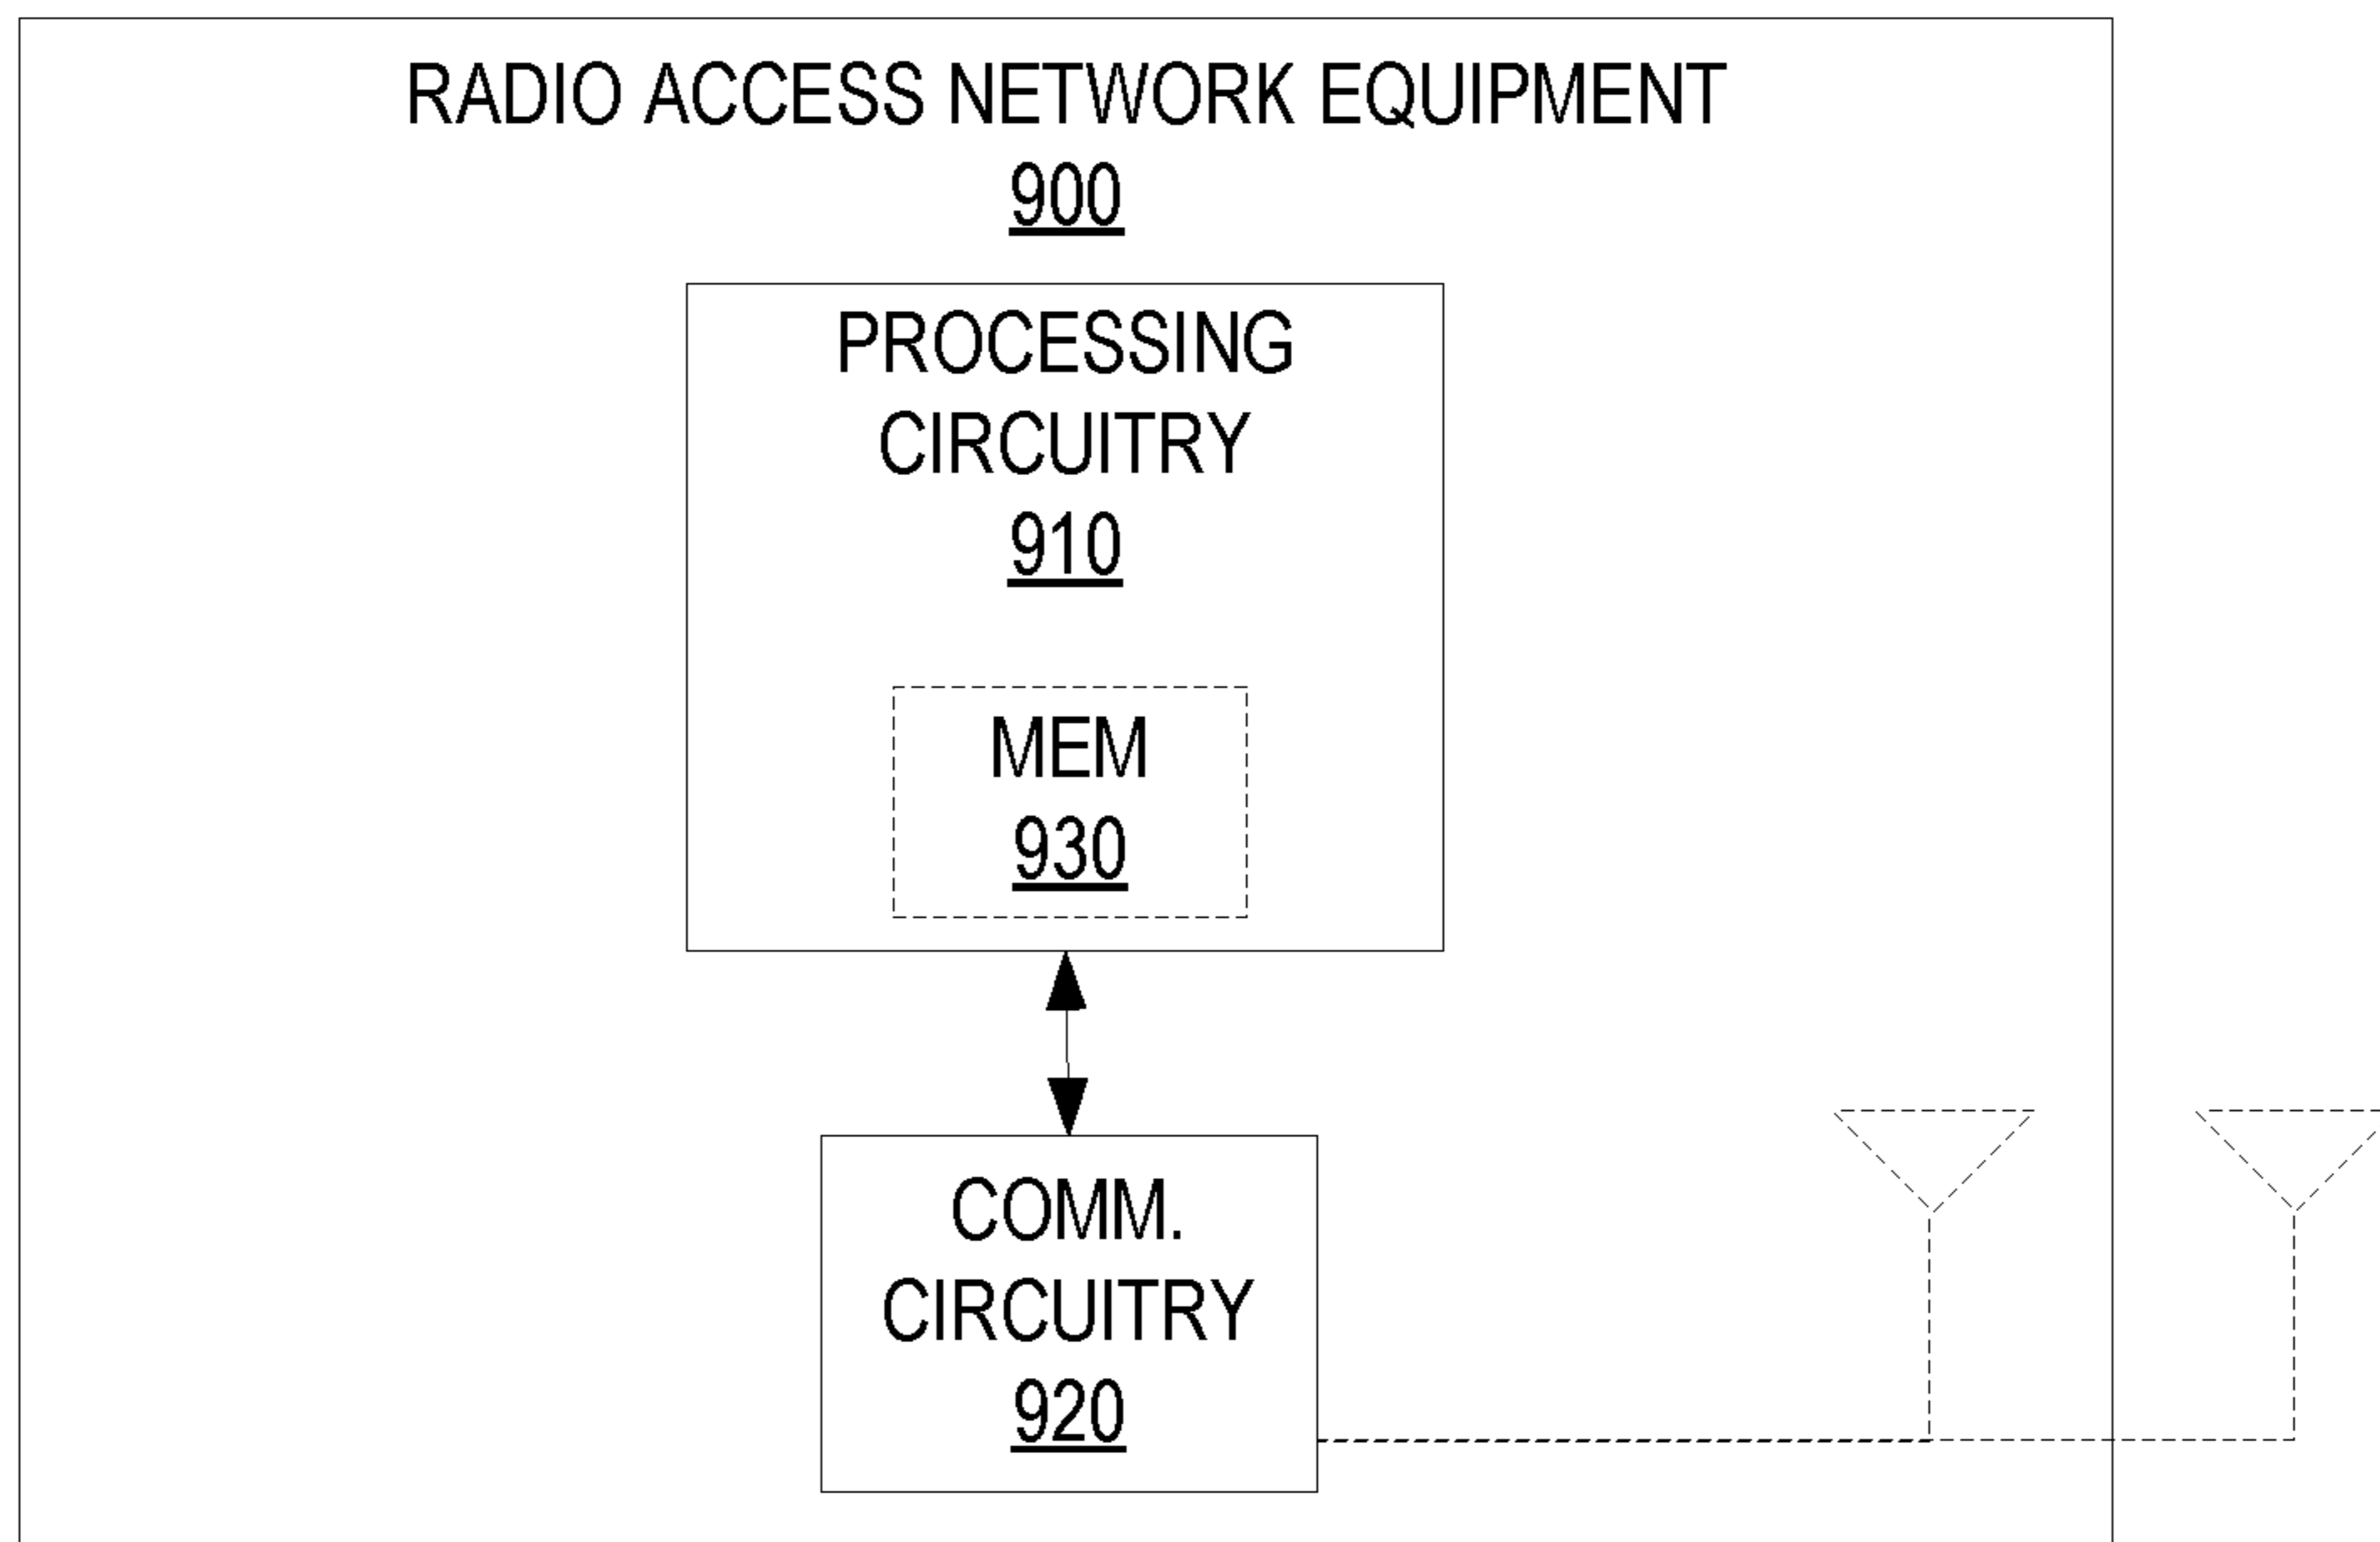 RADIO ACCESS NETWORK EQUIPMENT
900
PROCESSING
CIRCUITRY
910
MEM
930
COMM.
CIRCUITRY
920